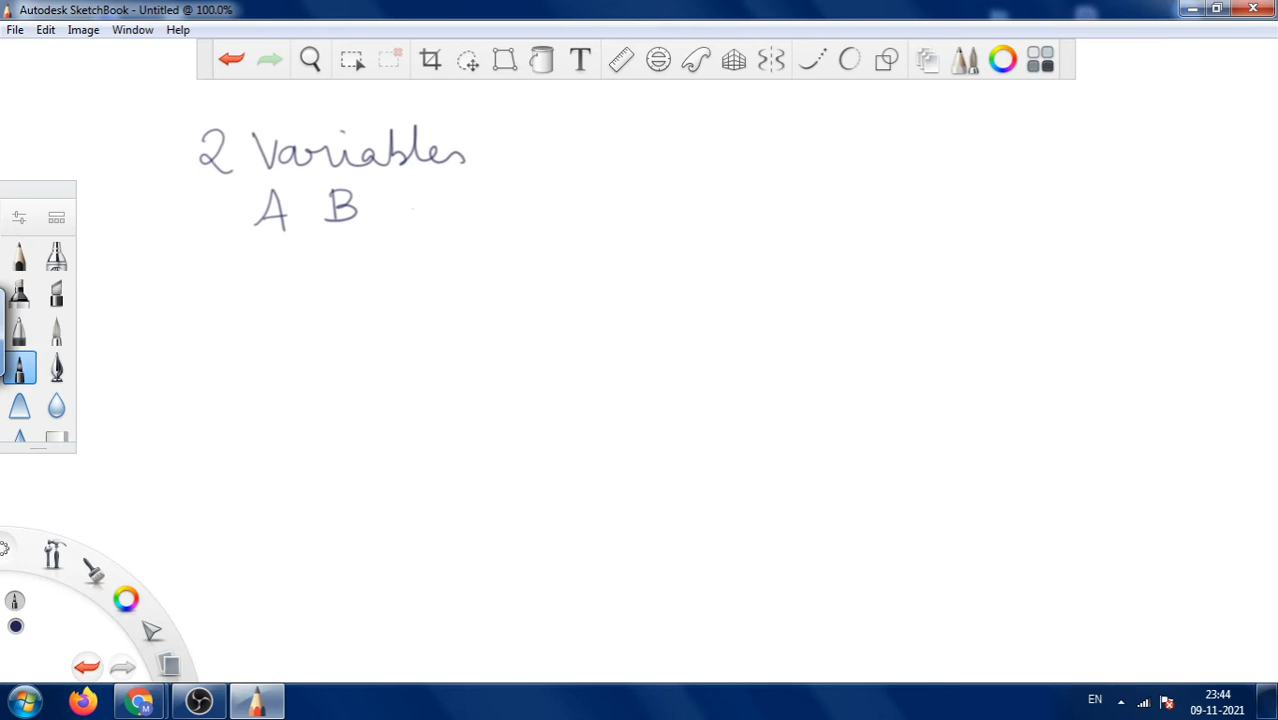 Autodesk SketchBook - Untitled @ 100.0%
File Edit Image Window Help
T
2 Variables
A B
EN
23:44
09-11-2021